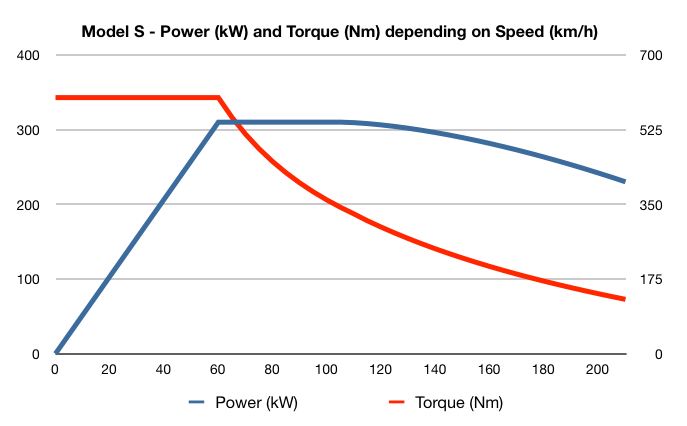 Model S - Power (kW) and Torque (Nm) depending on Speed (km/h)
400 700
300 525
200 350
100 175
0 0
0 20 40 60 80 100 120 140 160 180 200
Power (kW) Torque (Nm)